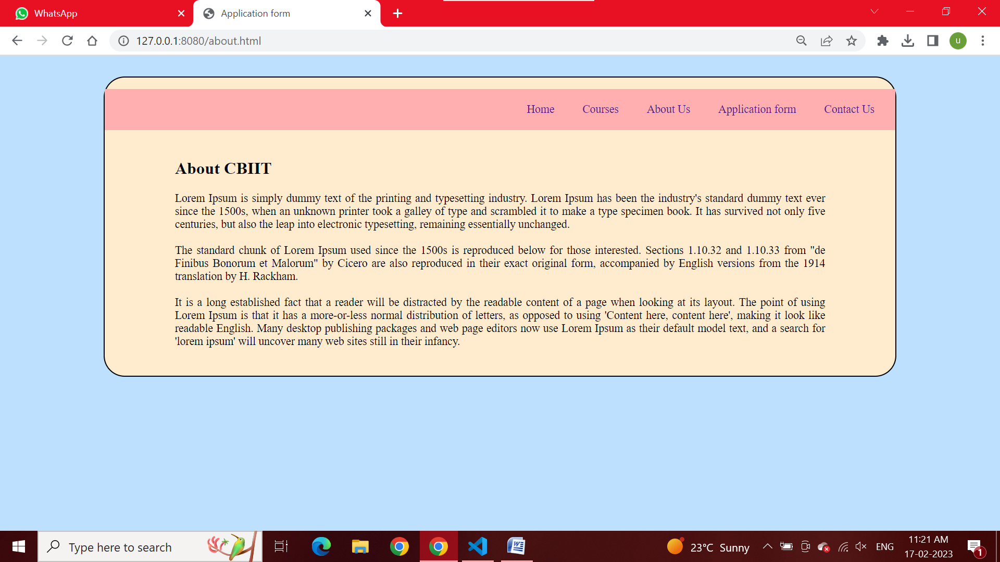 WhatsApp
Application form
127.0.0.1:8080/about.html
u
Home Courses About Us Application form Contact Us
About CBIIT
Lorem Ipsum is simply dummy text of the printing and typesetting industry. Lorem Ipsum has been the industry's standard dummy text ever
since the 1500s, when an unknown printer took a galley of type and scrambled it to make a type specimen book. It has survived not only five
centuries, but also the leap into electronic typesetting, remaining essentially unchanged.
The standard chunk of Lorem Ipsum used since the 1500s is reproduced below for those interested. Sections 1.10.32 and 1.10.33 from "de
Finibus Bonorum et Malorum" by Cicero are also reproduced in their exact original form, accompanied by English versions from the 1914
translation by H. Rackham.
It is a long established fact that a reader will be distracted by the readable content of a page when looking at its layout. The point of using
Lorem Ipsum is that it has a more-or-less normal distribution of letters, as opposed to using 'Content here, content here', making it look like
readable English. Many desktop publishing packages and web page editors now use Lorem Ipsum as their default model text, and a search for
'lorem ipsum' will uncover many web sites still in their infancy.
Type here to search
23°C Sunny
ENG
11:21 AM
17-02-2023
1